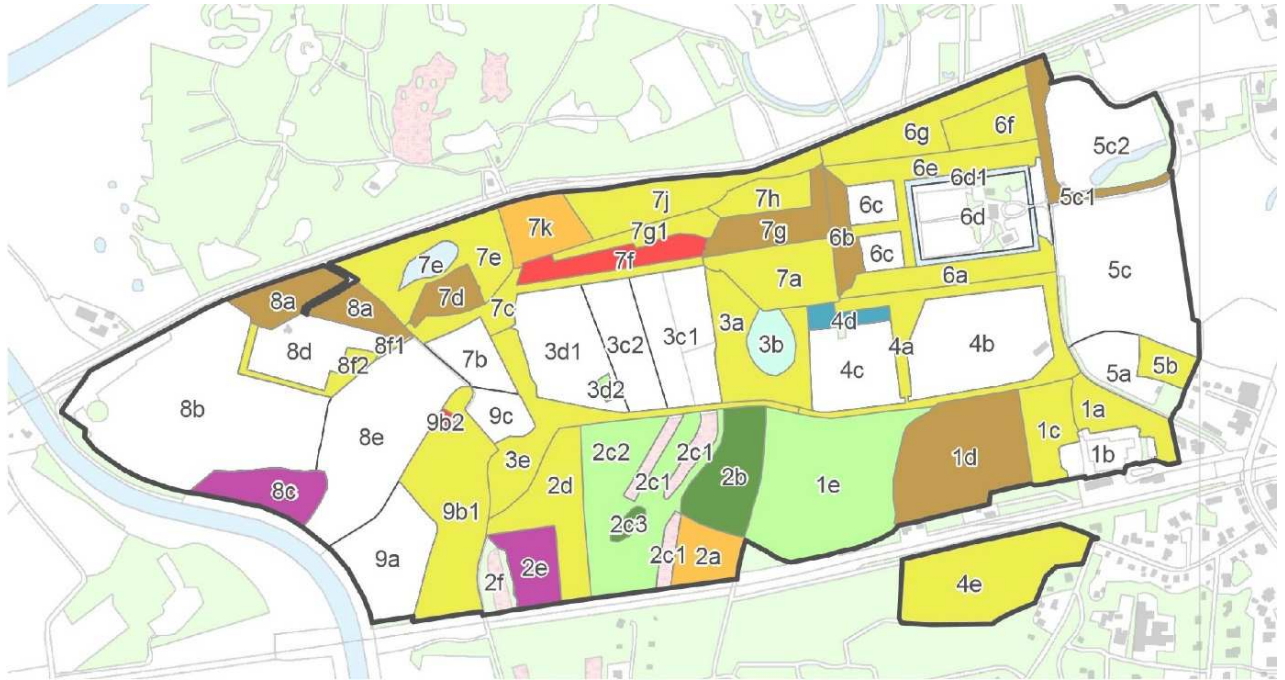 6g
6f
5c2
6e
6d1
7j
7h
6c
6d
5c1
7k
7g1
7g
6b
7e
7e
7f
6c
7a
6a
5c
8a
7d
8a
7c
3a
4d
8d
8f1
7b
3d1
3c2
3c1
3b
4a
4b
8f2
4c
5a
5b
3d2
8b
8e
9b2
9c
1a
1c
3e
2c2
2c1
1b
2d
2c1
2b
1e
1d
8c
9b1
2c3
9a
2f
2e
2c1
2a
4e